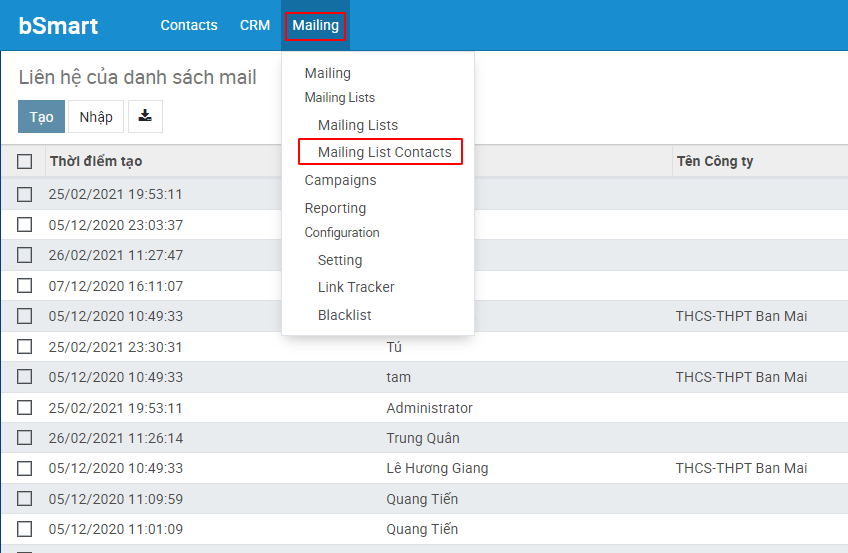 bSmart Contacts CRM Mailing
Liên hệ của danh sách mail
Mailing
Mailing Lists
Mailing Lists
Mailing List Contacts
Campaigns
Reporting
Configuration
Setting
Link Tracker
Blacklist
Tạo Nhập
Thời điểm tạo Tên Công ty
25/02/2021 19:53:11
05/12/2020 23:03:37
26/02/2021 11:27:47
07/12/2020 16:11:07
05/12/2020 10:49:33 THCS-THPT Ban Mai
25/02/2021 23:30:31 Tú
05/12/2020 10:49:33 tam THCS-THPT Ban Mai
25/02/2021 19:53:11 Administrator
26/02/2021 11:26:14 Trung Quân
05/12/2020 10:49:33 Lê Hương Giang THCS-THPT Ban Mai
05/12/2020 11:09:59 Quang Tiến
05/12/2020 11:01:09 Quang Tiến